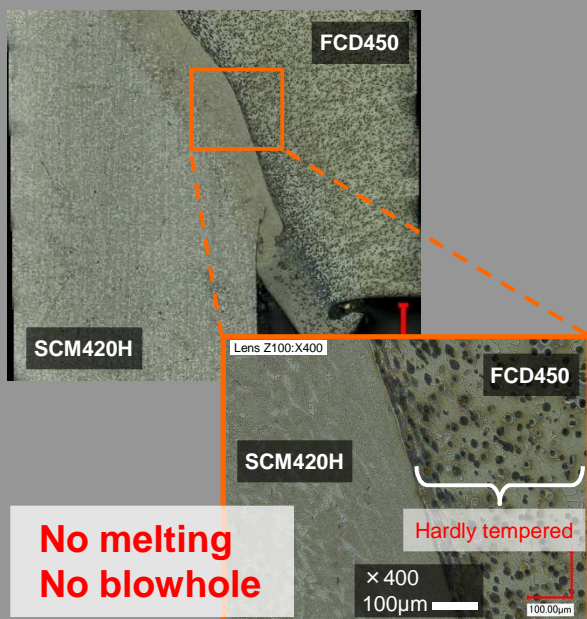 FCD450
SCM420H
Lens Z100:X400
FCD450
SCM420H
Hardly tempered
No melting
No blowhole
×400
100μm
100.00μm